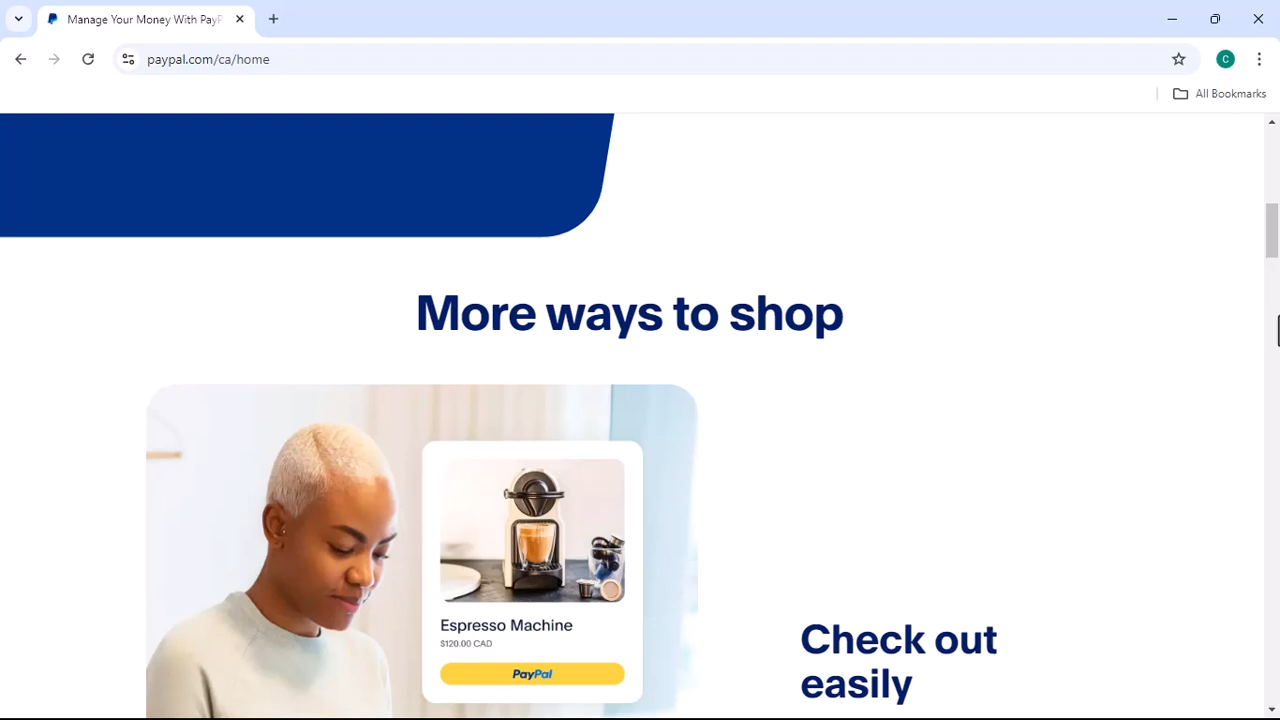 Manage Your Money With PayP
paypal.com/ca/home
C
All Bookmarks
More ways to shop
Espresso Machine
$120.00 CAD
PayPal
Check out
easily